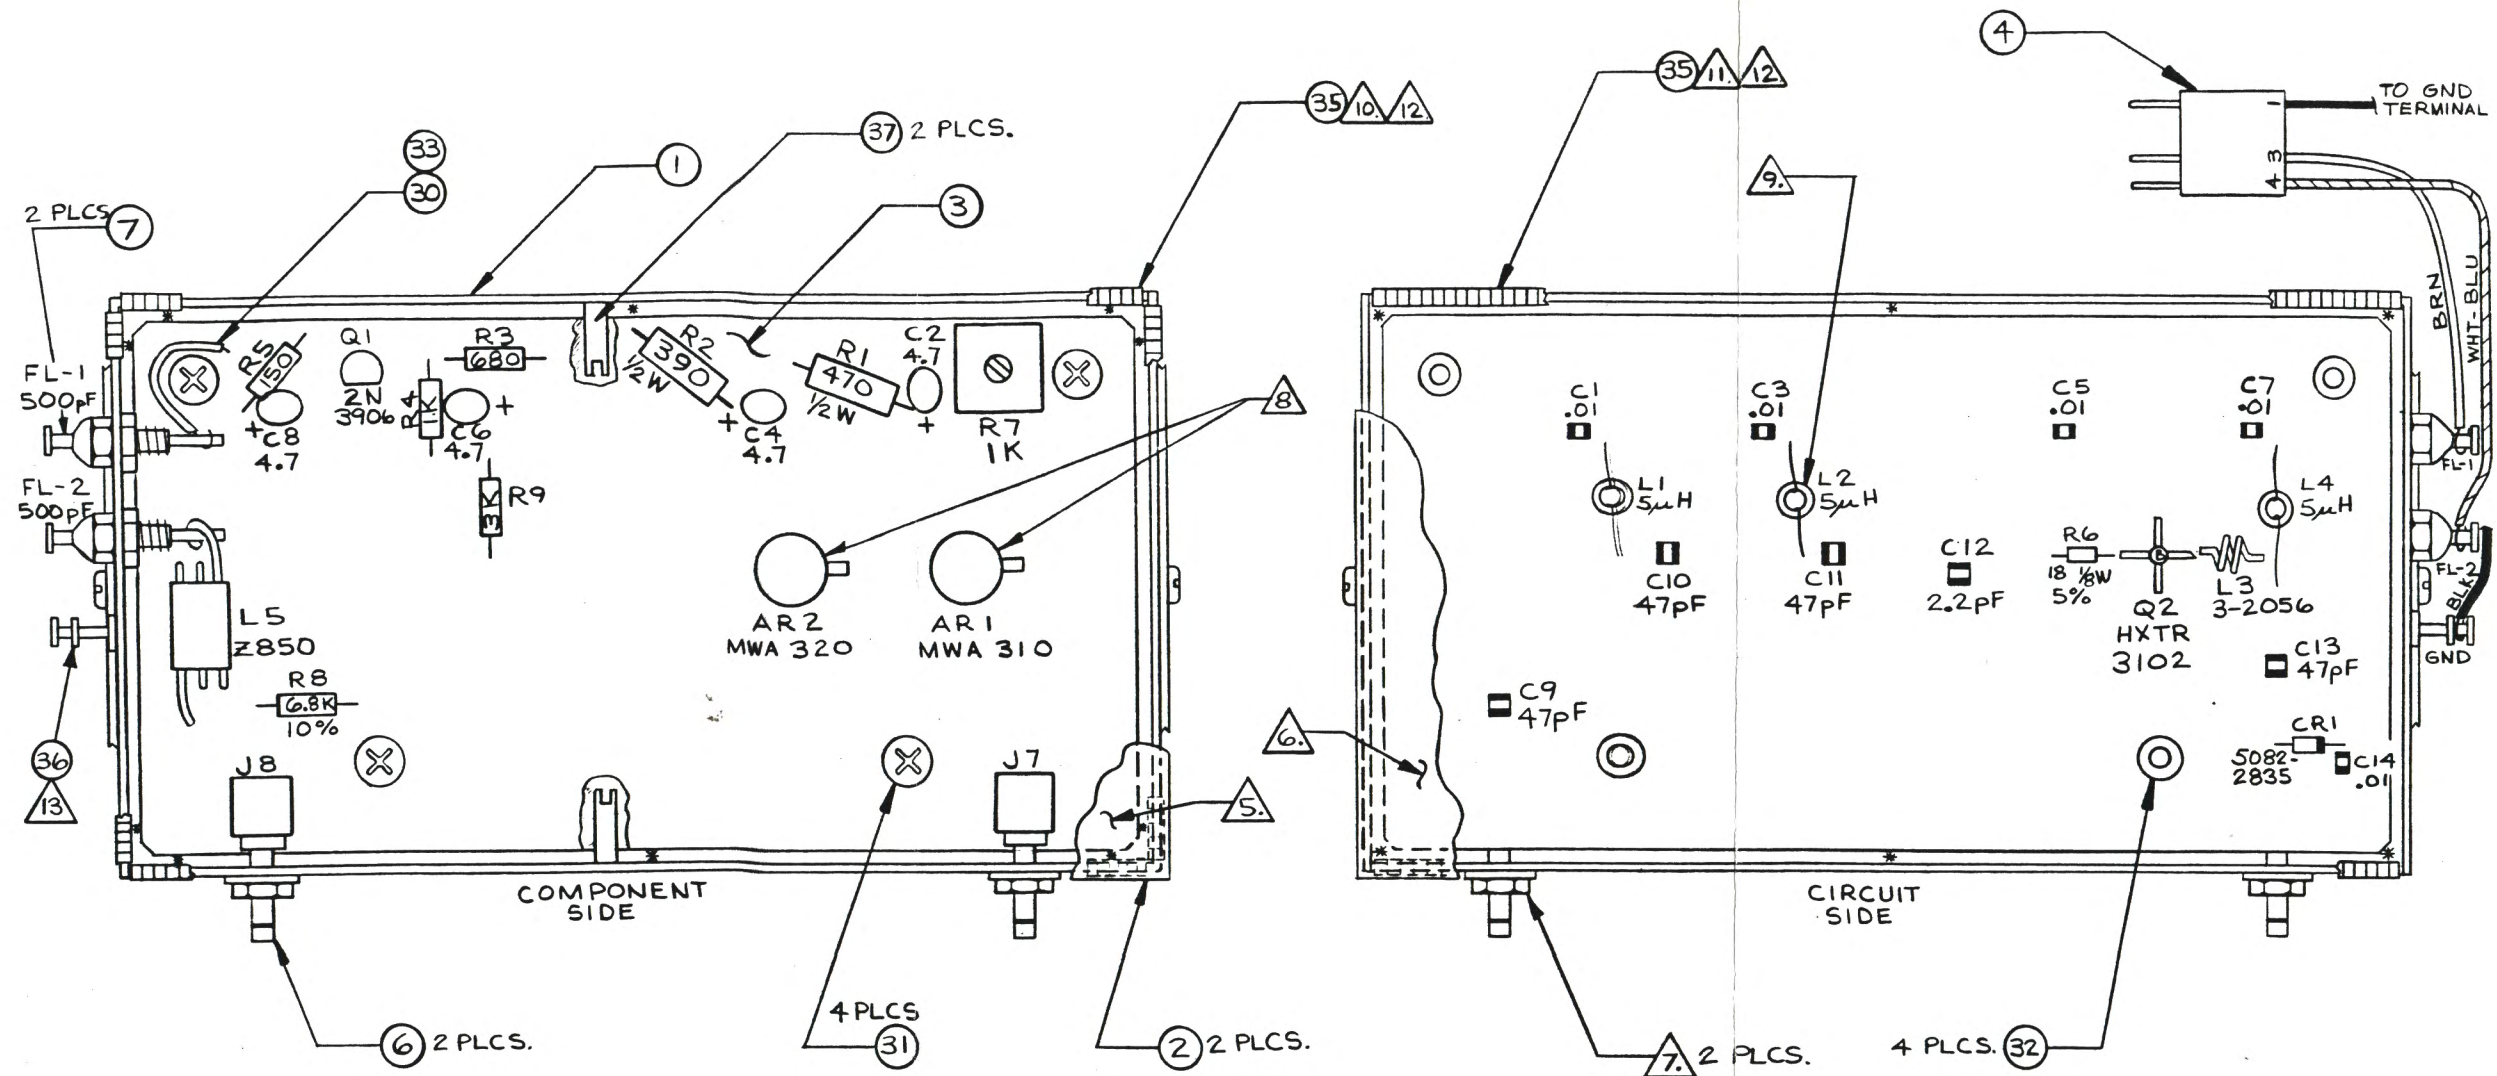 4
1
TO GND
TERMINAL
3
4
35 11. 12.
35 10. 12.
37 2 PLCS.
33
30
1
3
9.
2 PLCS
7
BRN
WHT-BLU
FL-1
500pF
R5
150
Q1
2N
3906
R3
680
R4
1K
R2
390
1/2W
R1
470
1/2W
C2
4.7
+
R7
1K
+C8
4.7
+
C6
4.7
+
C4
4.7
8
FL-2
500pF
3K
R9
AR2
MWA 320
AR1
MWA 310
L5
Z850
R8
6.8K
10%
36
13
J8
J7
5.
COMPONENT
SIDE
6 2 PLCS.
4 PLCS
31
2 2 PLCS.
C1
.01
C3
.01
C5
.01
C7
.01
L1
5µH
L2
5µH
L4
5µH
FL-1
C10
47pF
C11
47pF
C12
2.2pF
R6
18 1/8W
5%
Q2
HXTR
3102
L3
3-2056
FL-2
BLK
GND
C13
47pF
C9
47pF
6.
CR1
5082-
2835
C14
.01
CIRCUIT
SIDE
7. 2 PLCS.
4 PLCS. 32